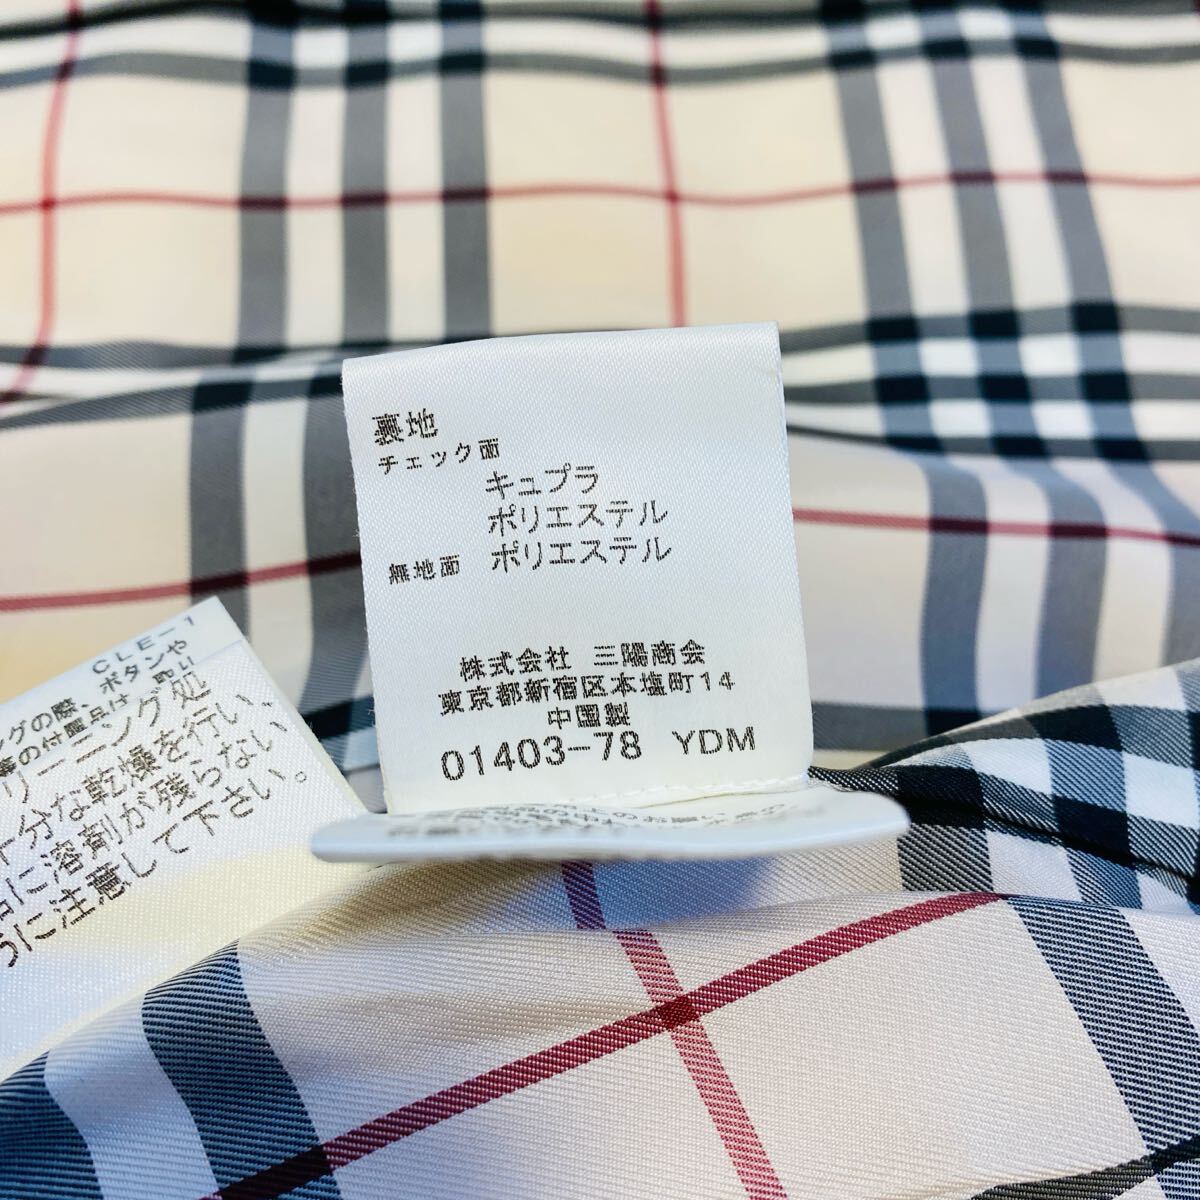 裏地
チェック面
キュプラ
ポリエステル
無地面 ポリエステル
株式会社 三陽商会
東京都新宿区本塩町14
中国製
01403-78 YDM
CLE-1
グの際、ボタンや
等の付属品は
リーニング処
十分な乾燥を行い、
に溶剤が残らない
うに注意して下さい。